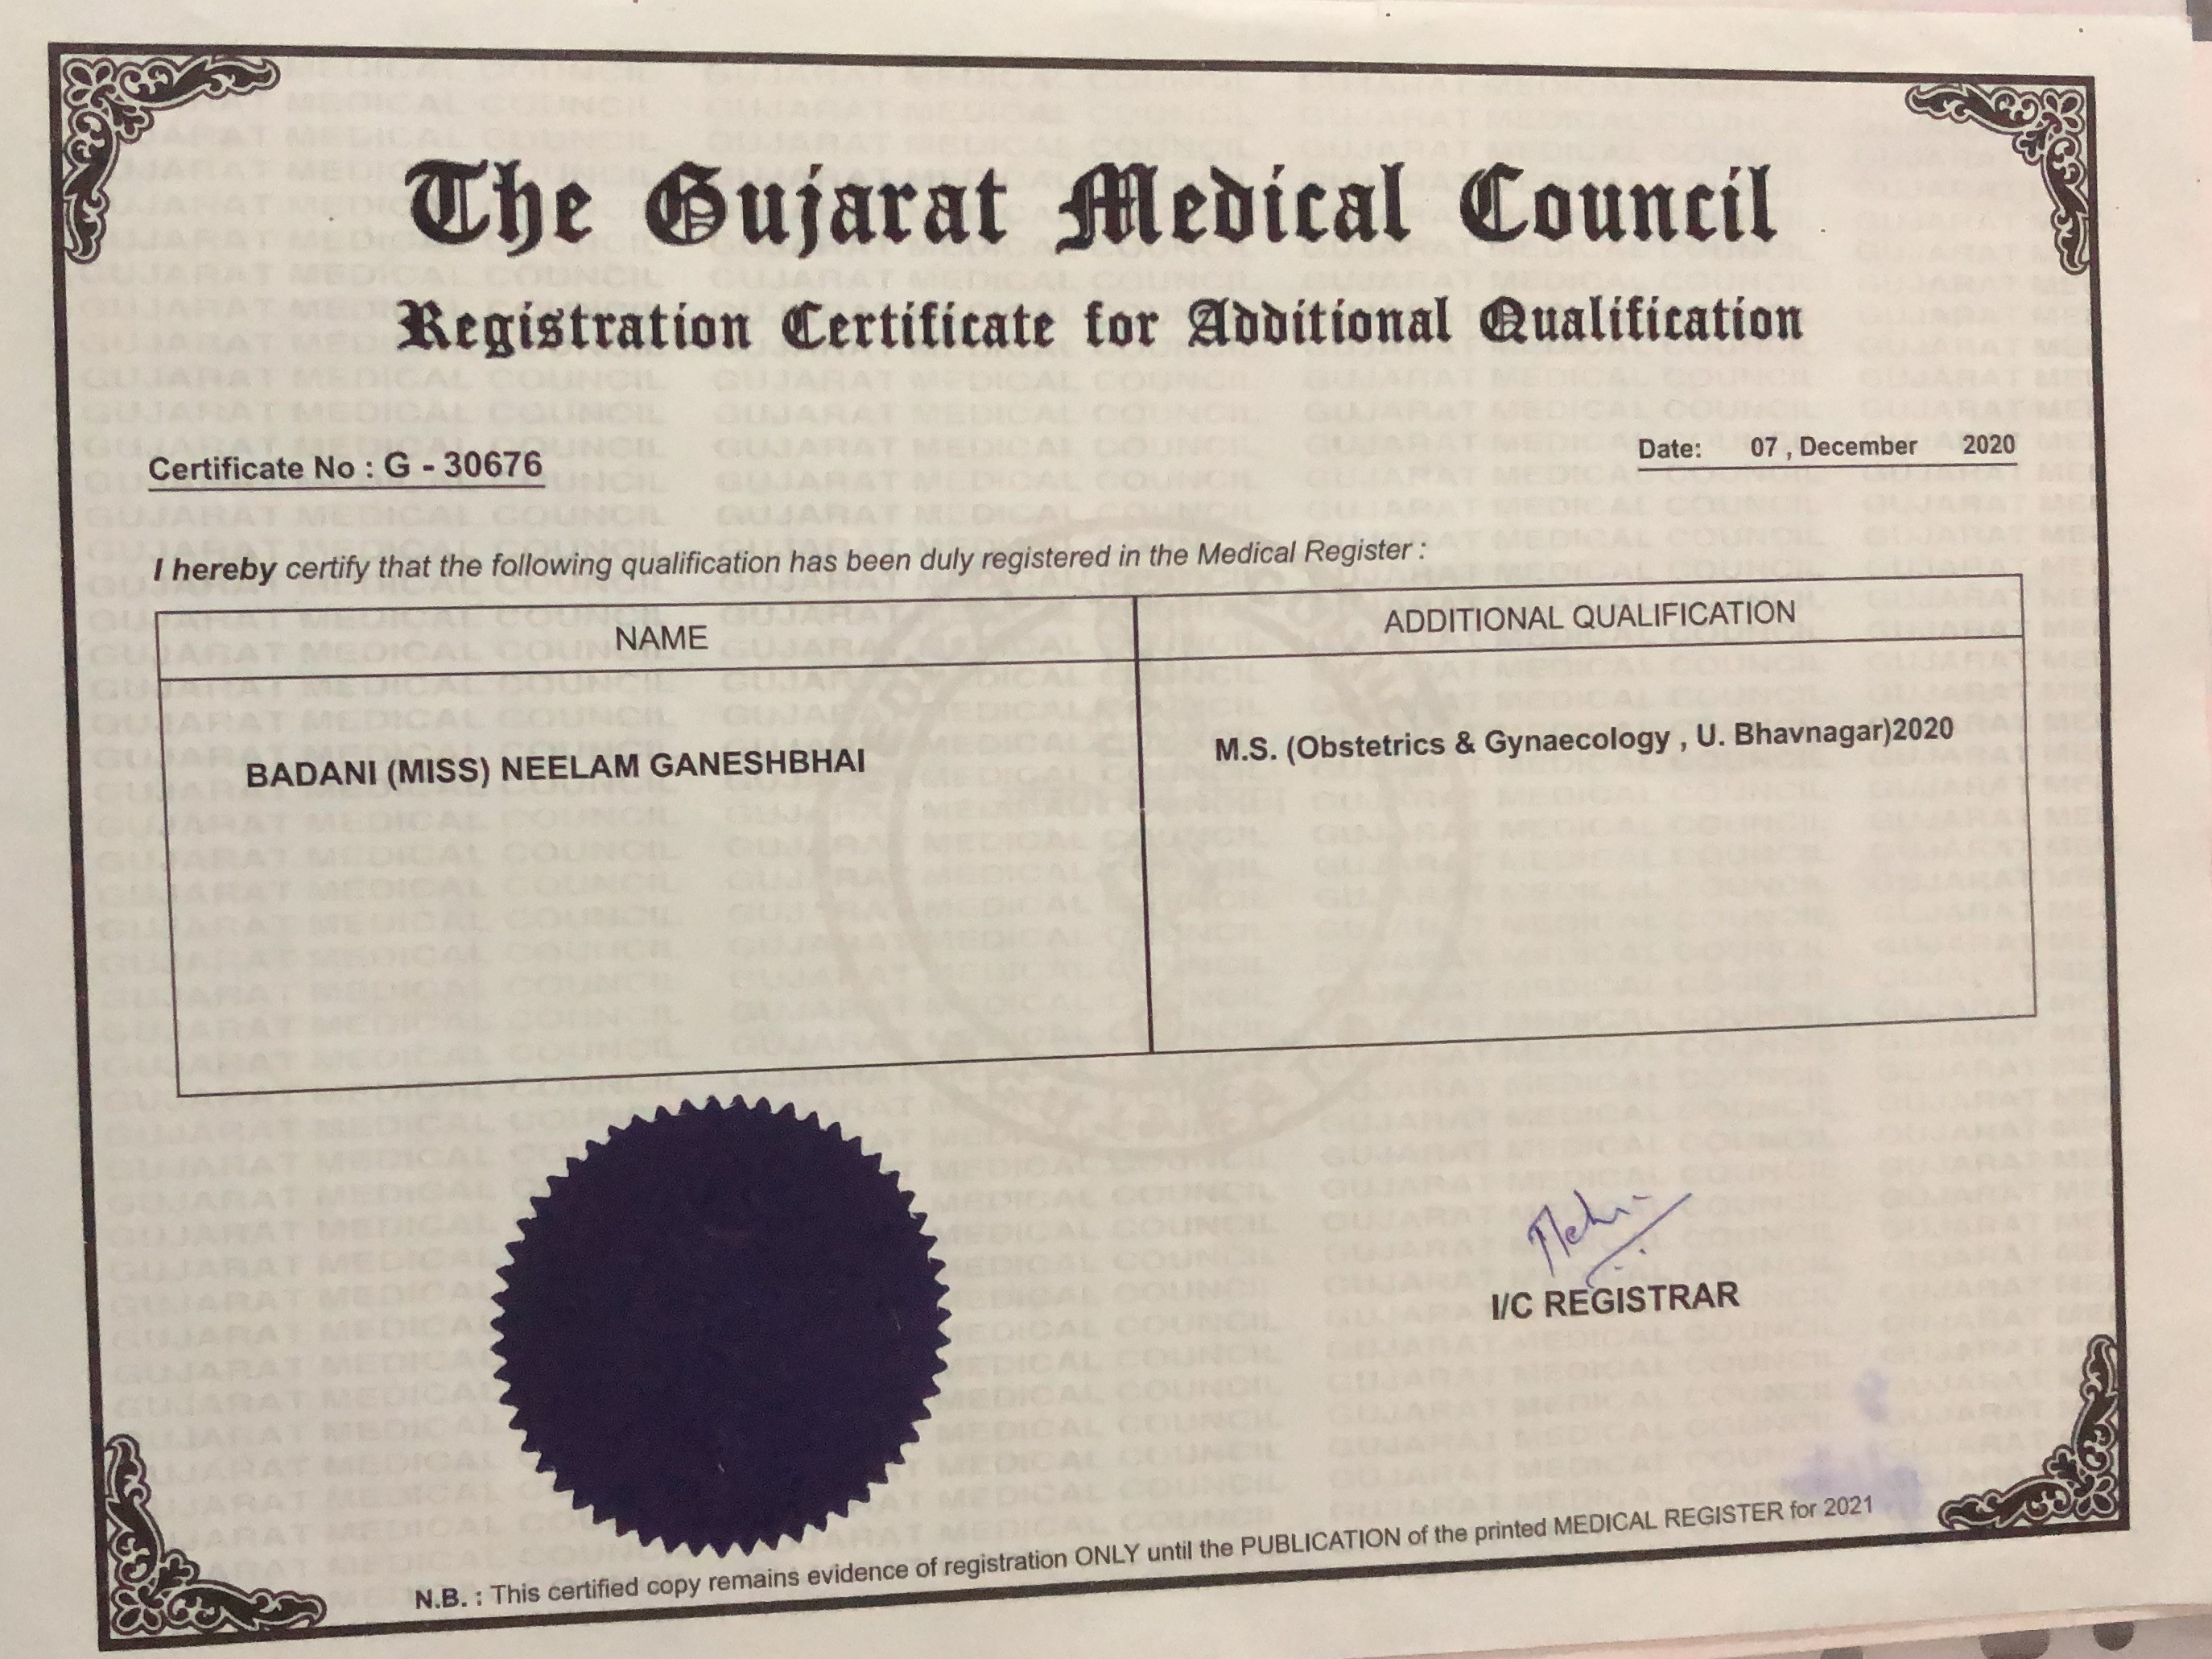 The Gujarat Medical Council
Registration Certificate for Additional Qualification
Certificate No : G - 30676
Date: 07 , December 2020
I hereby certify that the following qualification has been duly registered in the Medical Register :
NAME
ADDITIONAL QUALIFICATION
BADANI (MISS) NEELAM GANESHBHAI
M.S. (Obstetrics & Gynaecology , U. Bhavnagar)2020
I/C REGISTRAR
N.B. : This certified copy remains evidence of registration ONLY until the PUBLICATION of the printed MEDICAL REGISTER for 2021